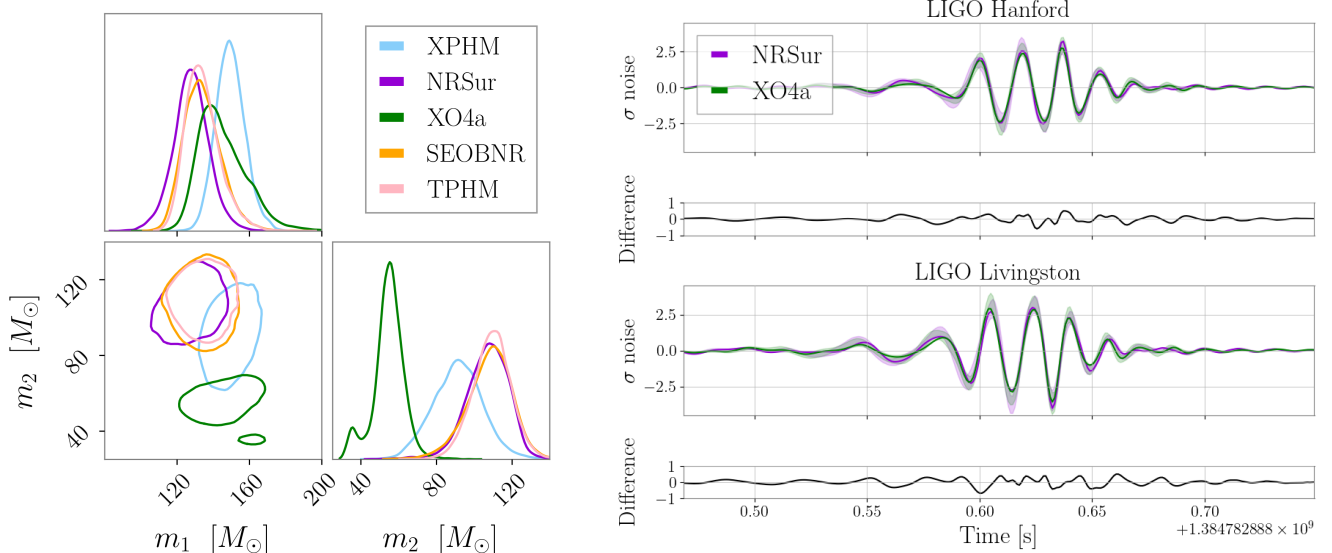 XPHM
NRSur
XO4a
SEOBNR
TPHM
m₂ [M⊙]
120
80
40
120
160
200
m₁ [M⊙]
40
80
120
m₂ [M⊙]
LIGO Hanford
σ noise
2.5
0.0
−2.5
NRSur
XO4a
Difference
1
0
−1
LIGO Livingston
σ noise
2.5
0.0
−2.5
Difference
1
0
−1
0.50
0.55
0.60
0.65
0.70
Time [s]
+1.384782888 × 10⁹